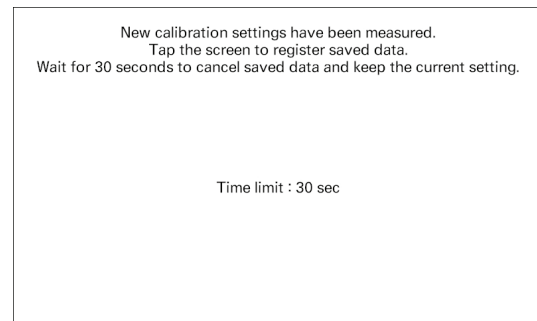 New calibration settings have been measured.
Tap the screen to register saved data.
Wait for 30 seconds to cancel saved data and keep the current setting.
Time limit : 30 sec